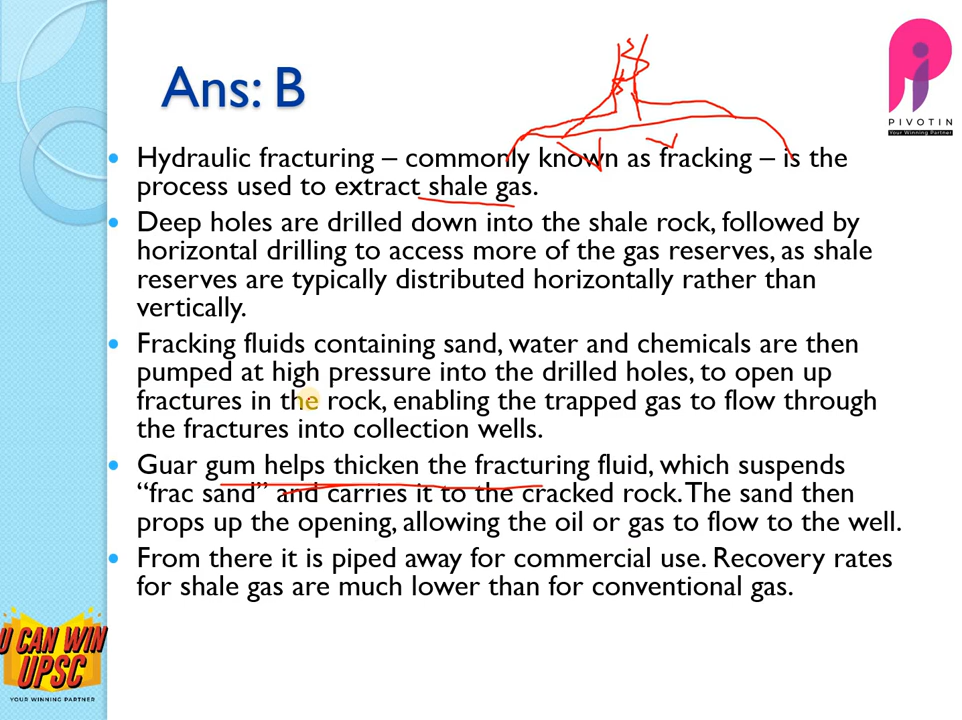 Ans: B
PIVOTIN
Your Winning Partner
Hydraulic fracturing – commonly known as fracking – is the
process used to extract shale gas.
Deep holes are drilled down into the shale rock, followed by
horizontal drilling to access more of the gas reserves, as shale
reserves are typically distributed horizontally rather than
vertically.
Fracking fluids containing sand, water and chemicals are then
pumped at high pressure into the drilled holes, to open up
fractures in the rock, enabling the trapped gas to flow through
the fractures into collection wells.
Guar gum helps thicken the fracturing fluid, which suspends
“frac sand” and carries it to the cracked rock. The sand then
props up the opening, allowing the oil or gas to flow to the well.
From there it is piped away for commercial use. Recovery rates
for shale gas are much lower than for conventional gas.
U CAN WIN
UPSC
YOUR WINNING PARTNER